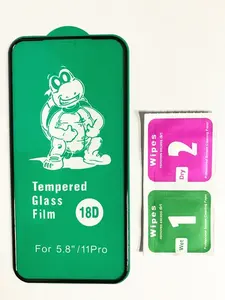 Tempered
Glass
Film
18D
For 5.8"/11Pro
Wipes
2
Dry
Wipes
1
Wet